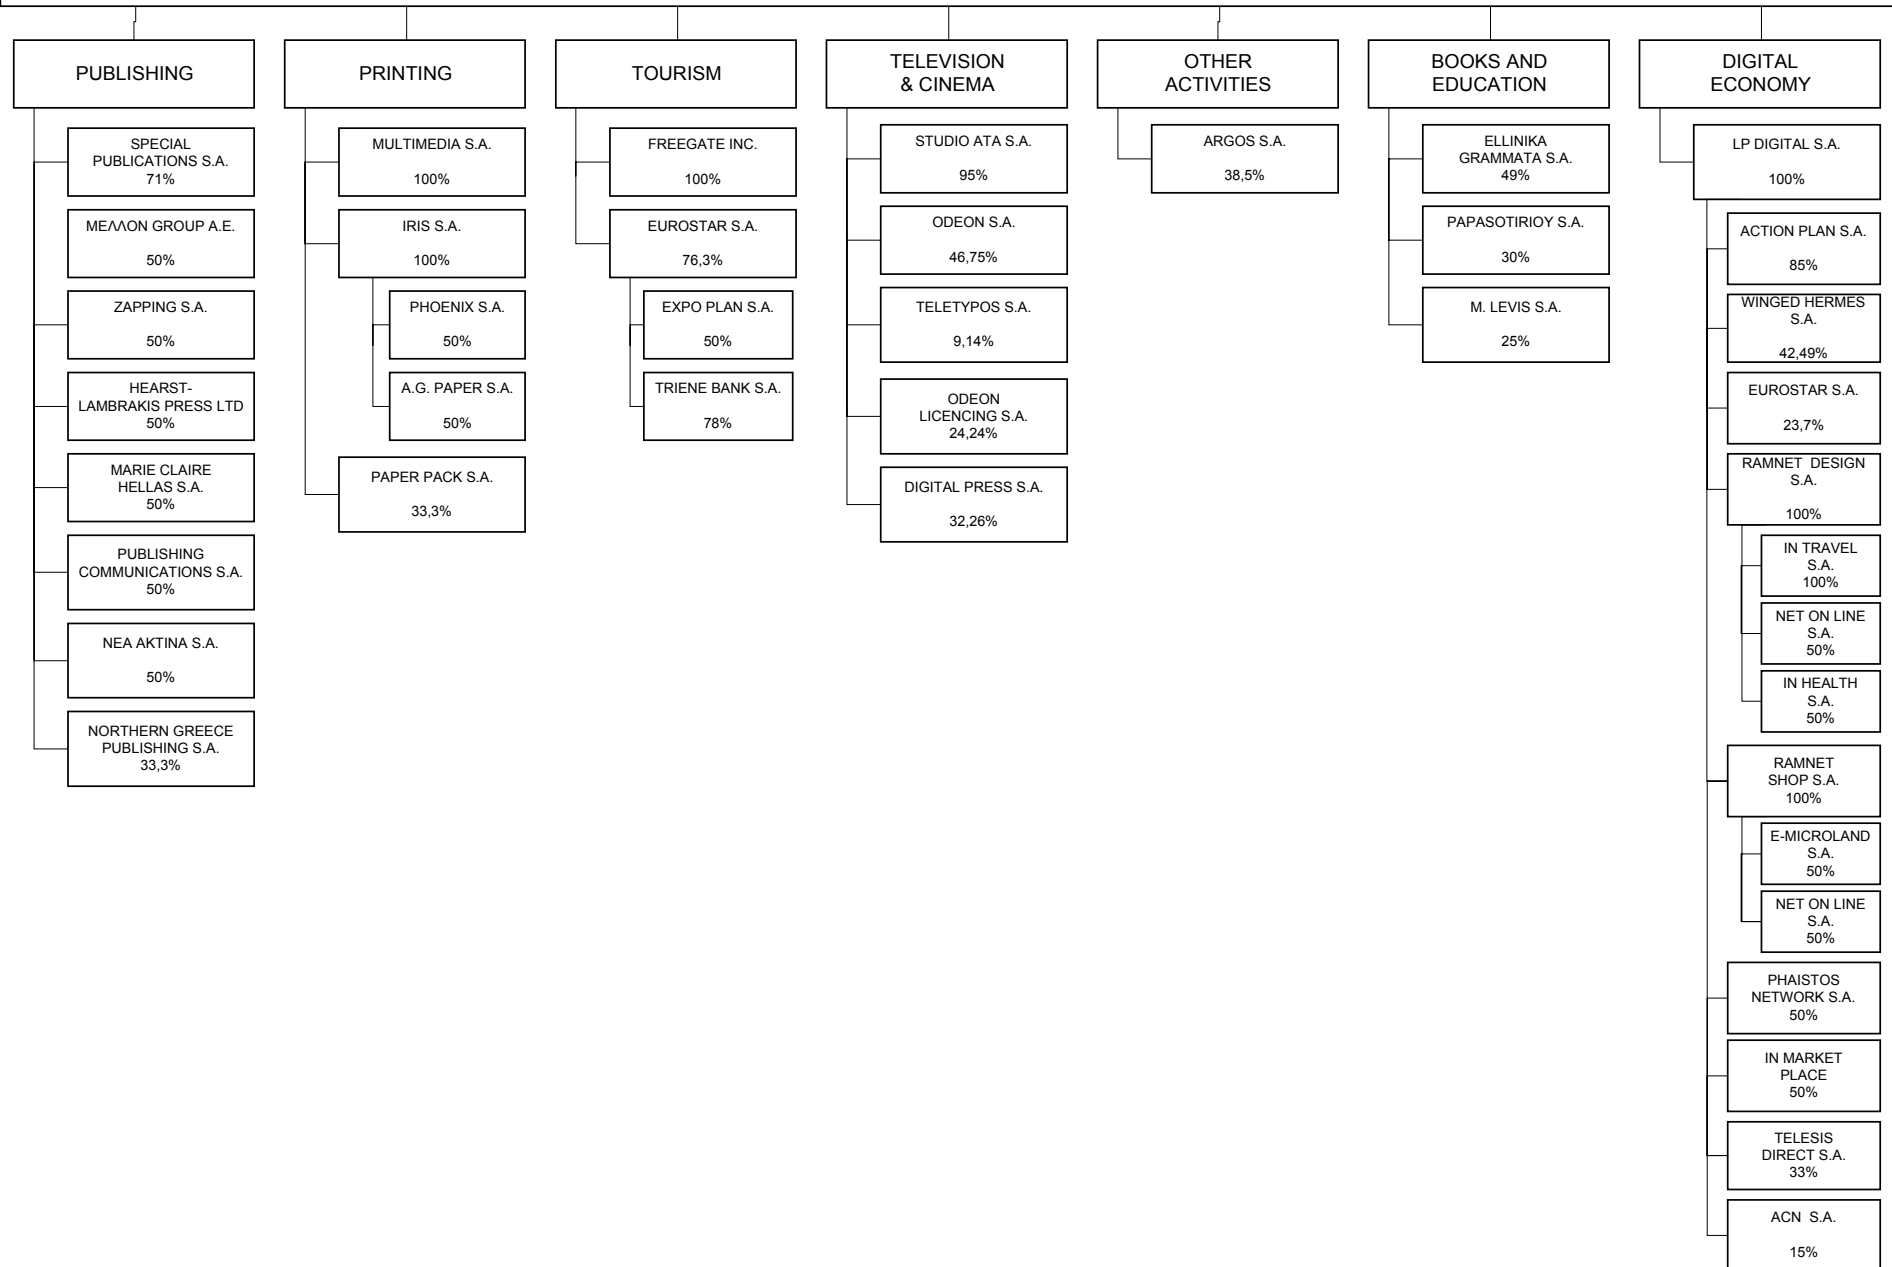 PUBLISHING
SPECIAL
PUBLICATIONS S.A.
71%
ΜΕΛΛΟΝ GROUP A.E.
50%
ZAPPING S.A.
50%
HEARST-
LAMBRAKIS PRESS LTD
50%
MARIE CLAIRE
HELLAS S.A.
50%
PUBLISHING
COMMUNICATIONS S.A.
50%
NEA AKTINA S.A.
50%
NORTHERN GREECE
PUBLISHING S.A.
33,3%
PRINTING
MULTIMEDIA S.A.
100%
IRIS S.A.
100%
PHOENIX S.A.
50%
A.G. PAPER S.A.
50%
PAPER PACK S.A.
33,3%
TOURISM
FREEGATE INC.
100%
EUROSTAR S.A.
76,3%
EXPO PLAN S.A.
50%
TRIENE BANK S.A.
78%
TELEVISION
& CINEMA
STUDIO ATA S.A.
95%
ODEON S.A.
46,75%
TELETYPOS S.A.
9,14%
ODEON
LICENCING S.A.
24,24%
DIGITAL PRESS S.A.
32,26%
OTHER
ACTIVITIES
ARGOS S.A.
38,5%
BOOKS AND
EDUCATION
ELLINIKA
GRAMMATA S.A.
49%
PAPASOTIRIOY S.A.
30%
M. LEVIS S.A.
25%
DIGITAL
ECONOMY
LP DIGITAL S.A.
100%
ACTION PLAN S.A.
85%
WINGED HERMES
S.A.
42,49%
EUROSTAR S.A.
23,7%
RAMNET DESIGN
S.A.
100%
IN TRAVEL
S.A.
100%
NET ON LINE
S.A.
50%
IN HEALTH
S.A.
50%
RAMNET
SHOP S.A.
100%
E-MICROLAND
S.A.
50%
NET ON LINE
S.A.
50%
PHAISTOS
NETWORK S.A.
50%
IN MARKET
PLACE
50%
TELESIS
DIRECT S.A.
33%
ACN S.A.
15%